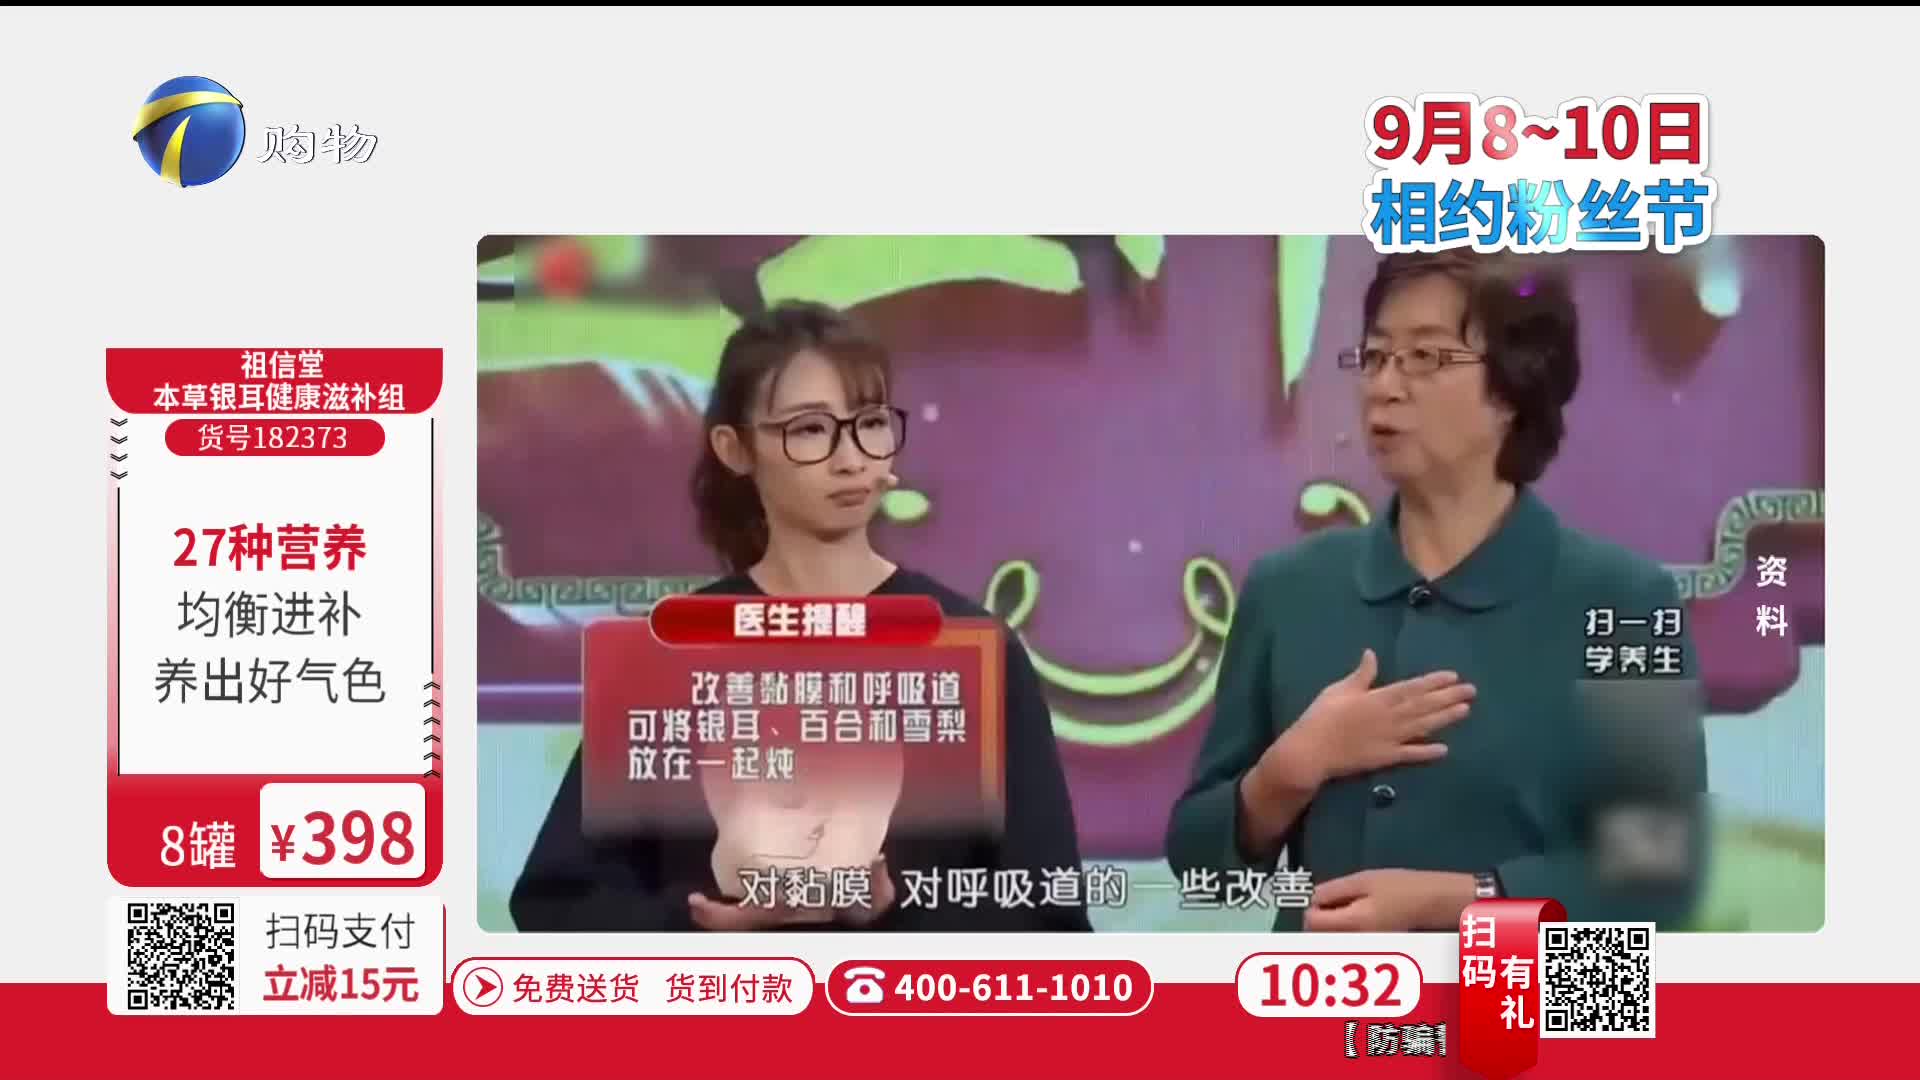 购物
9月8~10日
相约粉丝节
祖信堂
本草银耳健康滋补组
货号182373
27种营养
均衡进补
养出好气色
8罐
¥398
扫码支付
立减15元
医生提醒
改善黏膜和呼吸道
可将银耳、百合和雪梨
放在一起炖
扫一扫
学养生
资料
对黏膜 对呼吸道的一些改善
免费送货 货到付款
400-611-1010
10:32
扫码有礼
【防骗